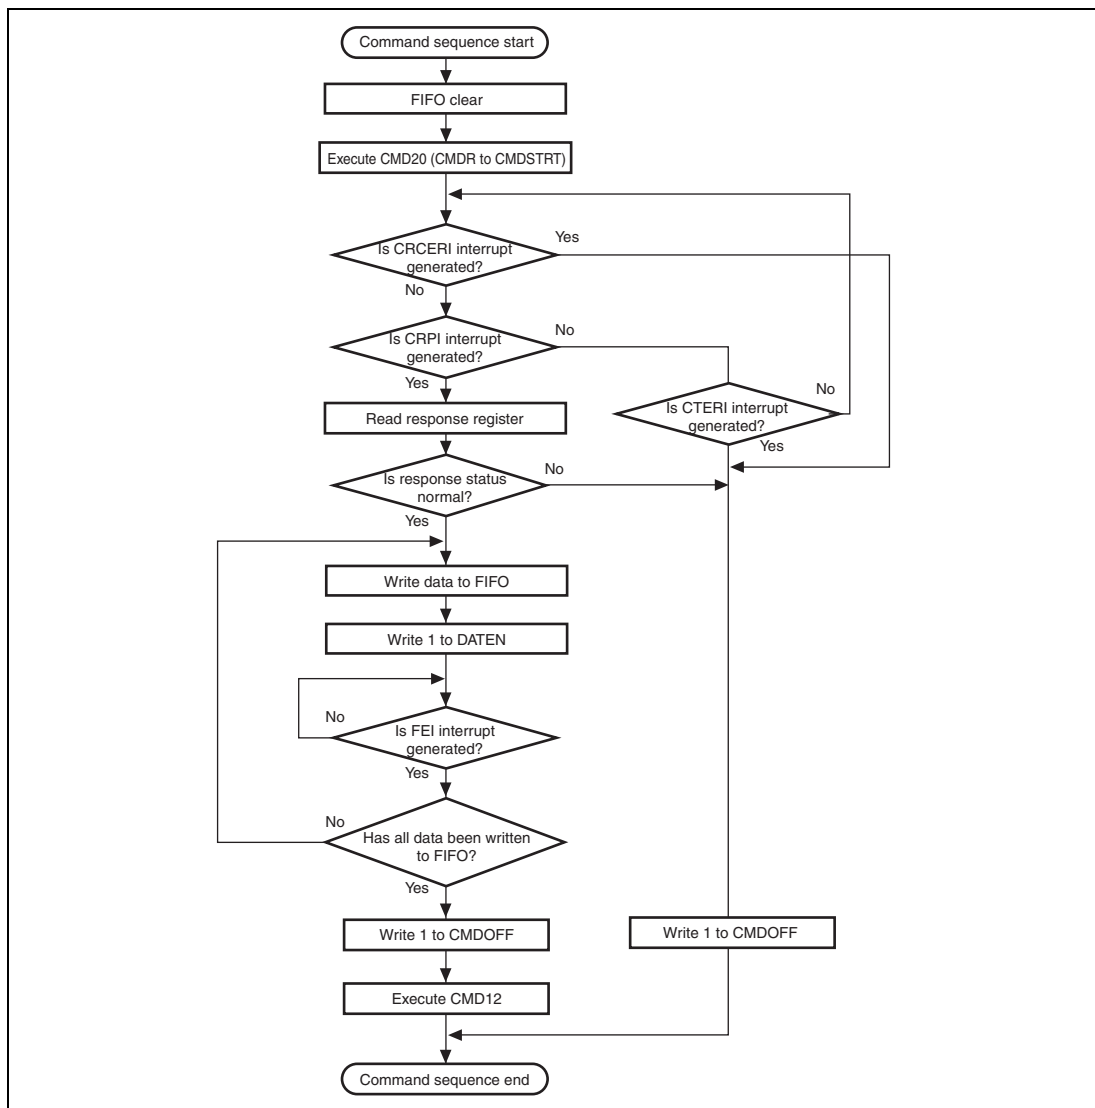 Command sequence start
FIFO clear
Execute CMD20 (CMDR to CMDSTRT)
Is CRCERI interrupt
generated?
Yes
No
Is CRPI interrupt
generated?
No
Yes
Is CTERI interrupt
generated?
No
Yes
Read response register
Is response status
normal?
No
Yes
Write data to FIFO
Write 1 to DATEN
No
Is FEI interrupt
generated?
Yes
No
Has all data been written
to FIFO?
Yes
Write 1 to CMDOFF
Write 1 to CMDOFF
Execute CMD12
Command sequence end